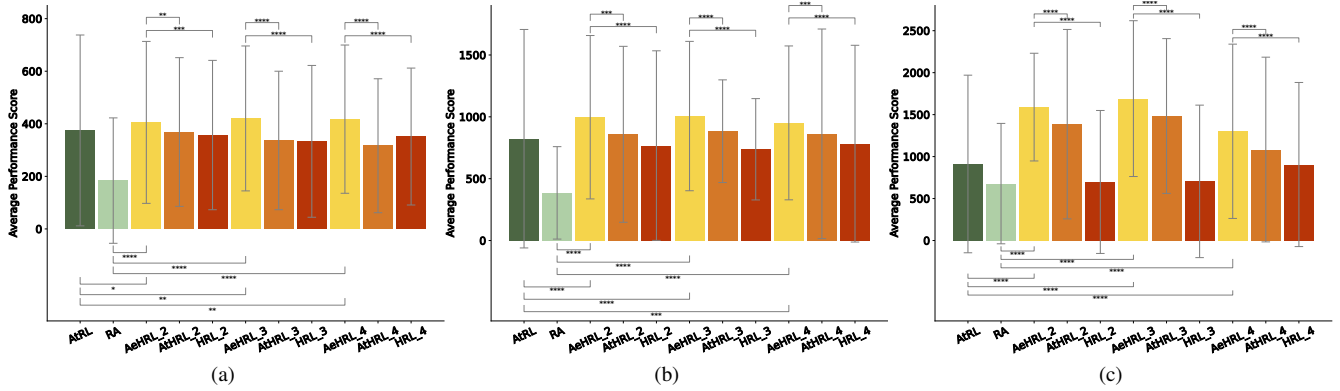 800
600
400
200
0
Average Performance Score
**
***
****
****
****
****
****
****
****
*
**
**
AtRL
RA
AeHRL_2
AtHRL_2
HRL_2
AeHRL_3
AtHRL_3
HRL_3
AeHRL_4
AtHRL_4
HRL_4
(a)
1500
1000
500
0
Average Performance Score
***
****
****
****
***
****
****
****
****
****
****
***
AtRL
RA
AeHRL_2
AtHRL_2
HRL_2
AeHRL_3
AtHRL_3
HRL_3
AeHRL_4
AtHRL_4
HRL_4
(b)
2500
2000
1500
1000
500
0
Average Performance Score
****
****
****
****
****
****
****
****
****
****
****
****
AtRL
RA
AeHRL_2
AtHRL_2
HRL_2
AeHRL_3
AtHRL_3
HRL_3
AeHRL_4
AtHRL_4
HRL_4
(c)